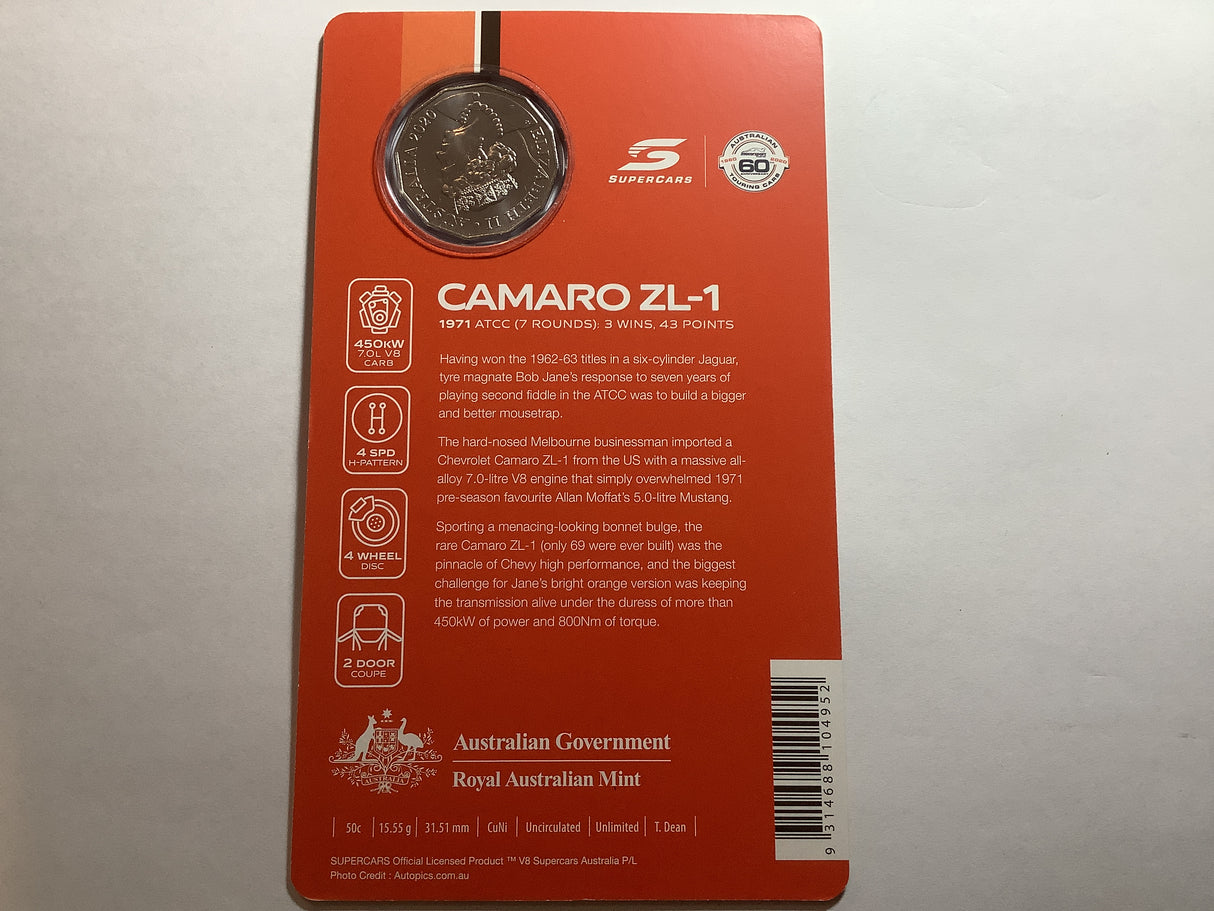 AUSTRALIA 2020
ELIZABETH II
SUPERCARS
AUSTRALIAN
1960 2020
60
ANNIVERSARY
TOURING CARS
CAMARO ZL-1
1971 ATCC (7 ROUNDS): 3 WINS, 43 POINTS
450KW
7.0L V8
CARB
Having won the 1962-63 titles in a six-cylinder Jaguar,
tyre magnate Bob Jane's response to seven years of
playing second fiddle in the ATCC was to build a bigger
and better mousetrap.
4 SPD
H-PATTERN
The hard-nosed Melbourne businessman imported a
Chevrolet Camaro ZL-1 from the US with a massive all-
alloy 7.0-litre V8 engine that simply overwhelmed 1971
pre-season favourite Allan Moffat's 5.0-litre Mustang.
4 WHEEL
DISC
Sporting a menacing-looking bonnet bulge, the
rare Camaro ZL-1 (only 69 were ever built) was the
pinnacle of Chevy high performance, and the biggest
challenge for Jane's bright orange version was keeping
the transmission alive under the duress of more than
450kW of power and 800Nm of torque.
2 DOOR
COUPE
AUSTRALIA
Australian Government
Royal Australian Mint
50c | 15.55 g | 31.51 mm | CuNi | Uncirculated | Unlimited | T. Dean
SUPERCARS Official Licensed Product ™ V8 Supercars Australia P/L
Photo Credit : Autopics.com.au
9 314688 104952